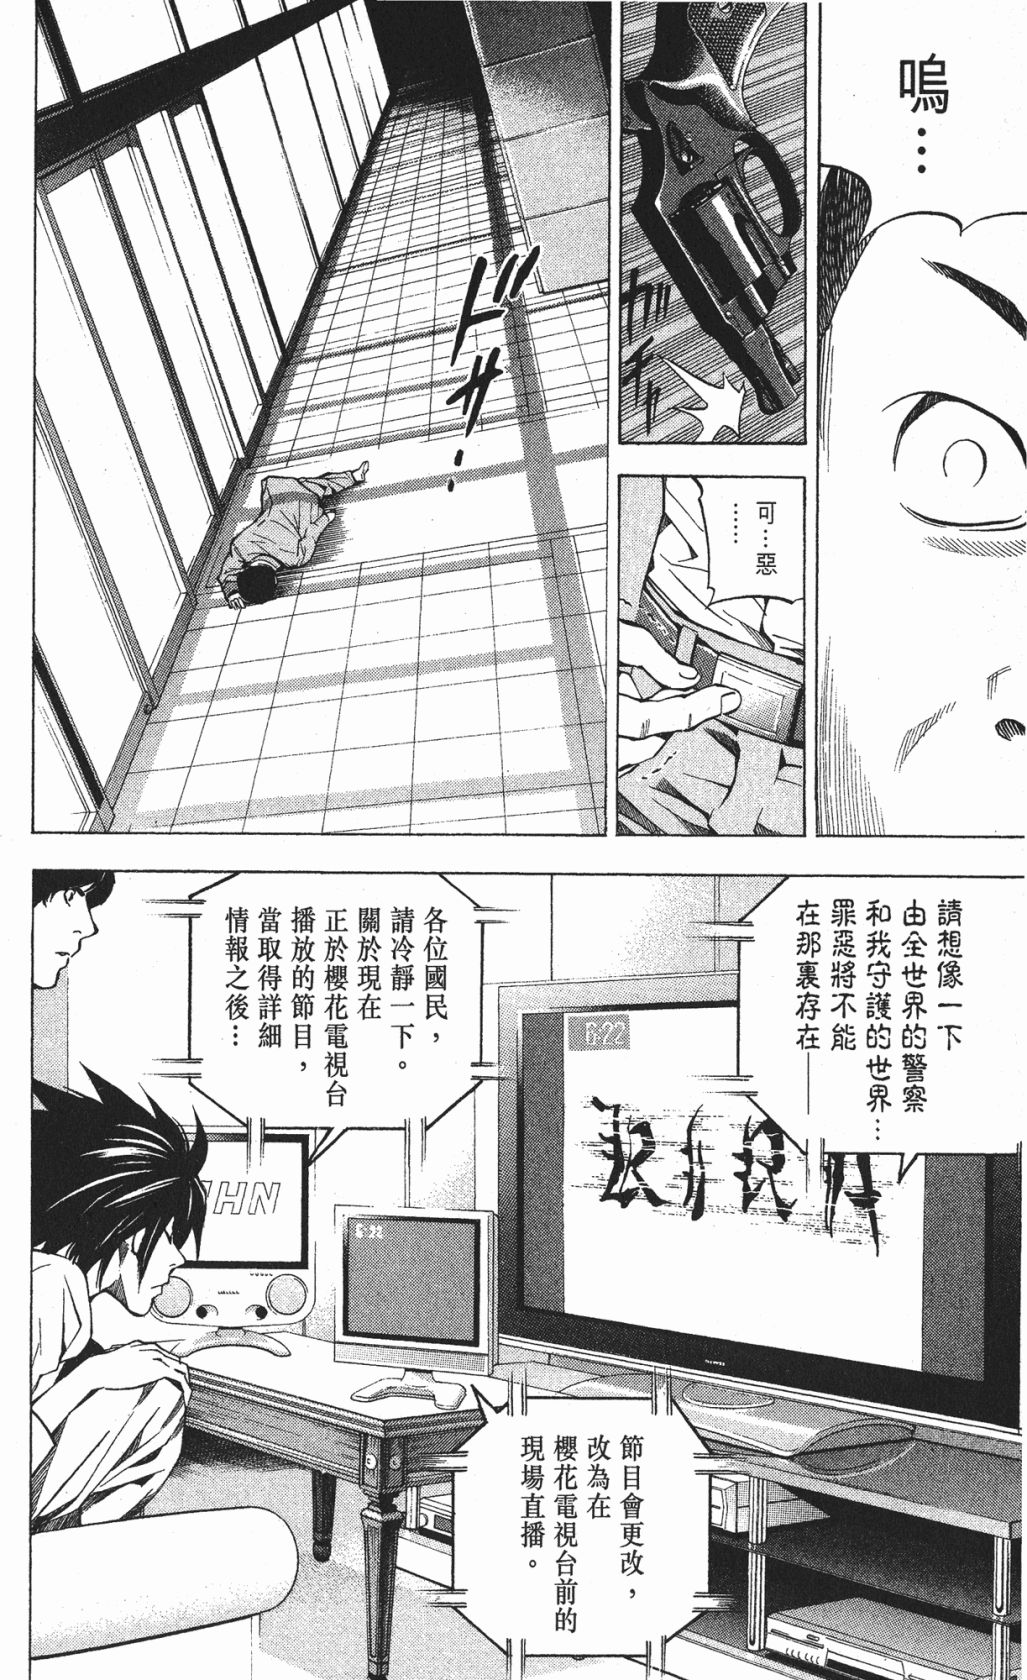 嗚…
ガチ
可…惡
……
ドサ…
請想像一下
由全世界的警察
和我守護的世界…
罪惡將不能
在那裏存在—
6:22
KIRA
各位國民，
請冷靜一下。
關於現在
正於櫻花電視台
播放的節目，
當取得詳細
情報之後…
NHN
6:22
節目會更改，
改為在
櫻花電視台前的
現場直播。